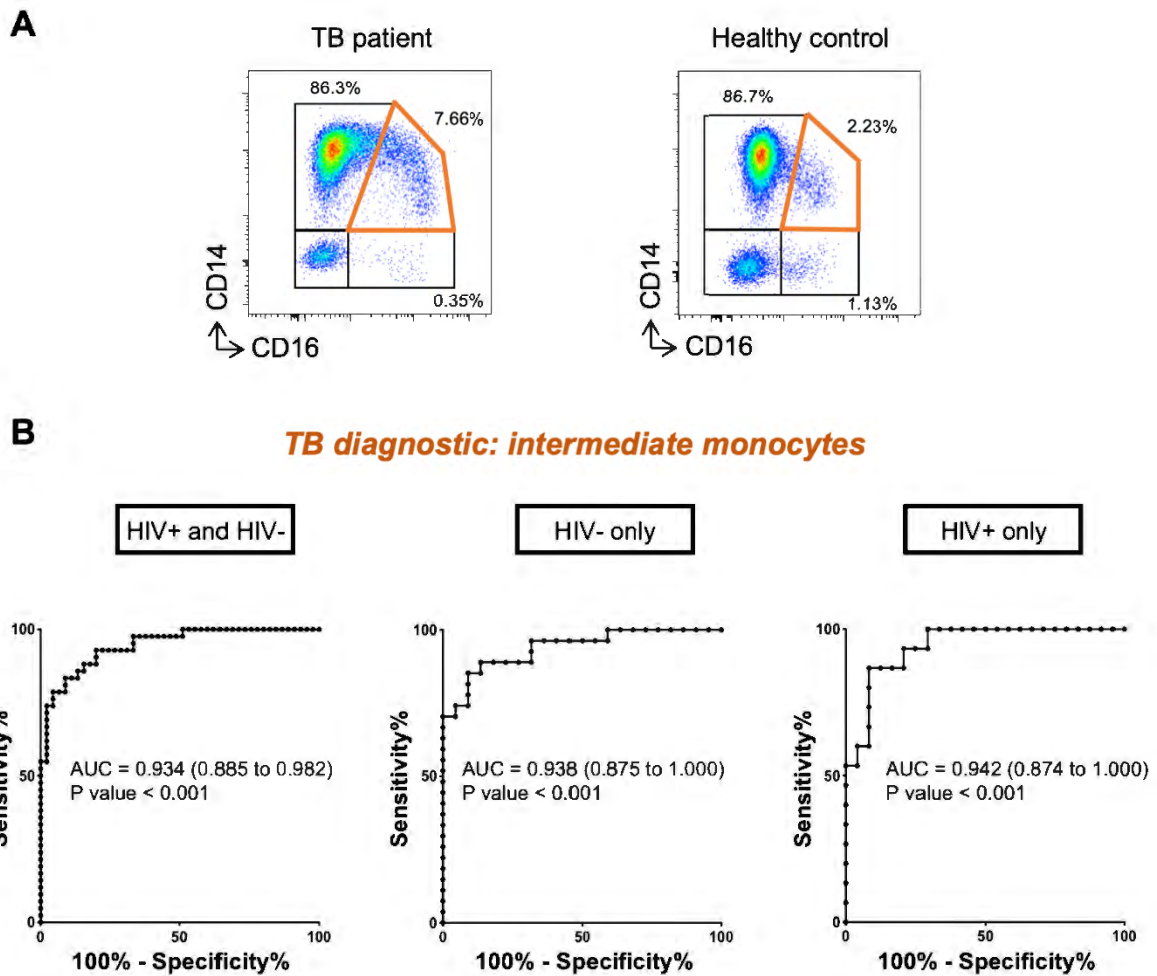 A
TB patient
Healthy control
86.3%
7.66%
0.35%
CD14
CD16
86.7%
2.23%
1.13%
CD14
CD16
B
TB diagnostic: intermediate monocytes
HIV+ and HIV-
HIV- only
HIV+ only
100
50
0
Sensitivity%
AUC = 0.934 (0.885 to 0.982)
P value < 0.001
0
50
100
100% - Specificity%
100
50
0
Sensitivity%
AUC = 0.938 (0.875 to 1.000)
P value < 0.001
0
50
100
100% - Specificity%
100
50
0
Sensitivity%
AUC = 0.942 (0.874 to 1.000)
P value < 0.001
0
50
100
100% - Specificity%